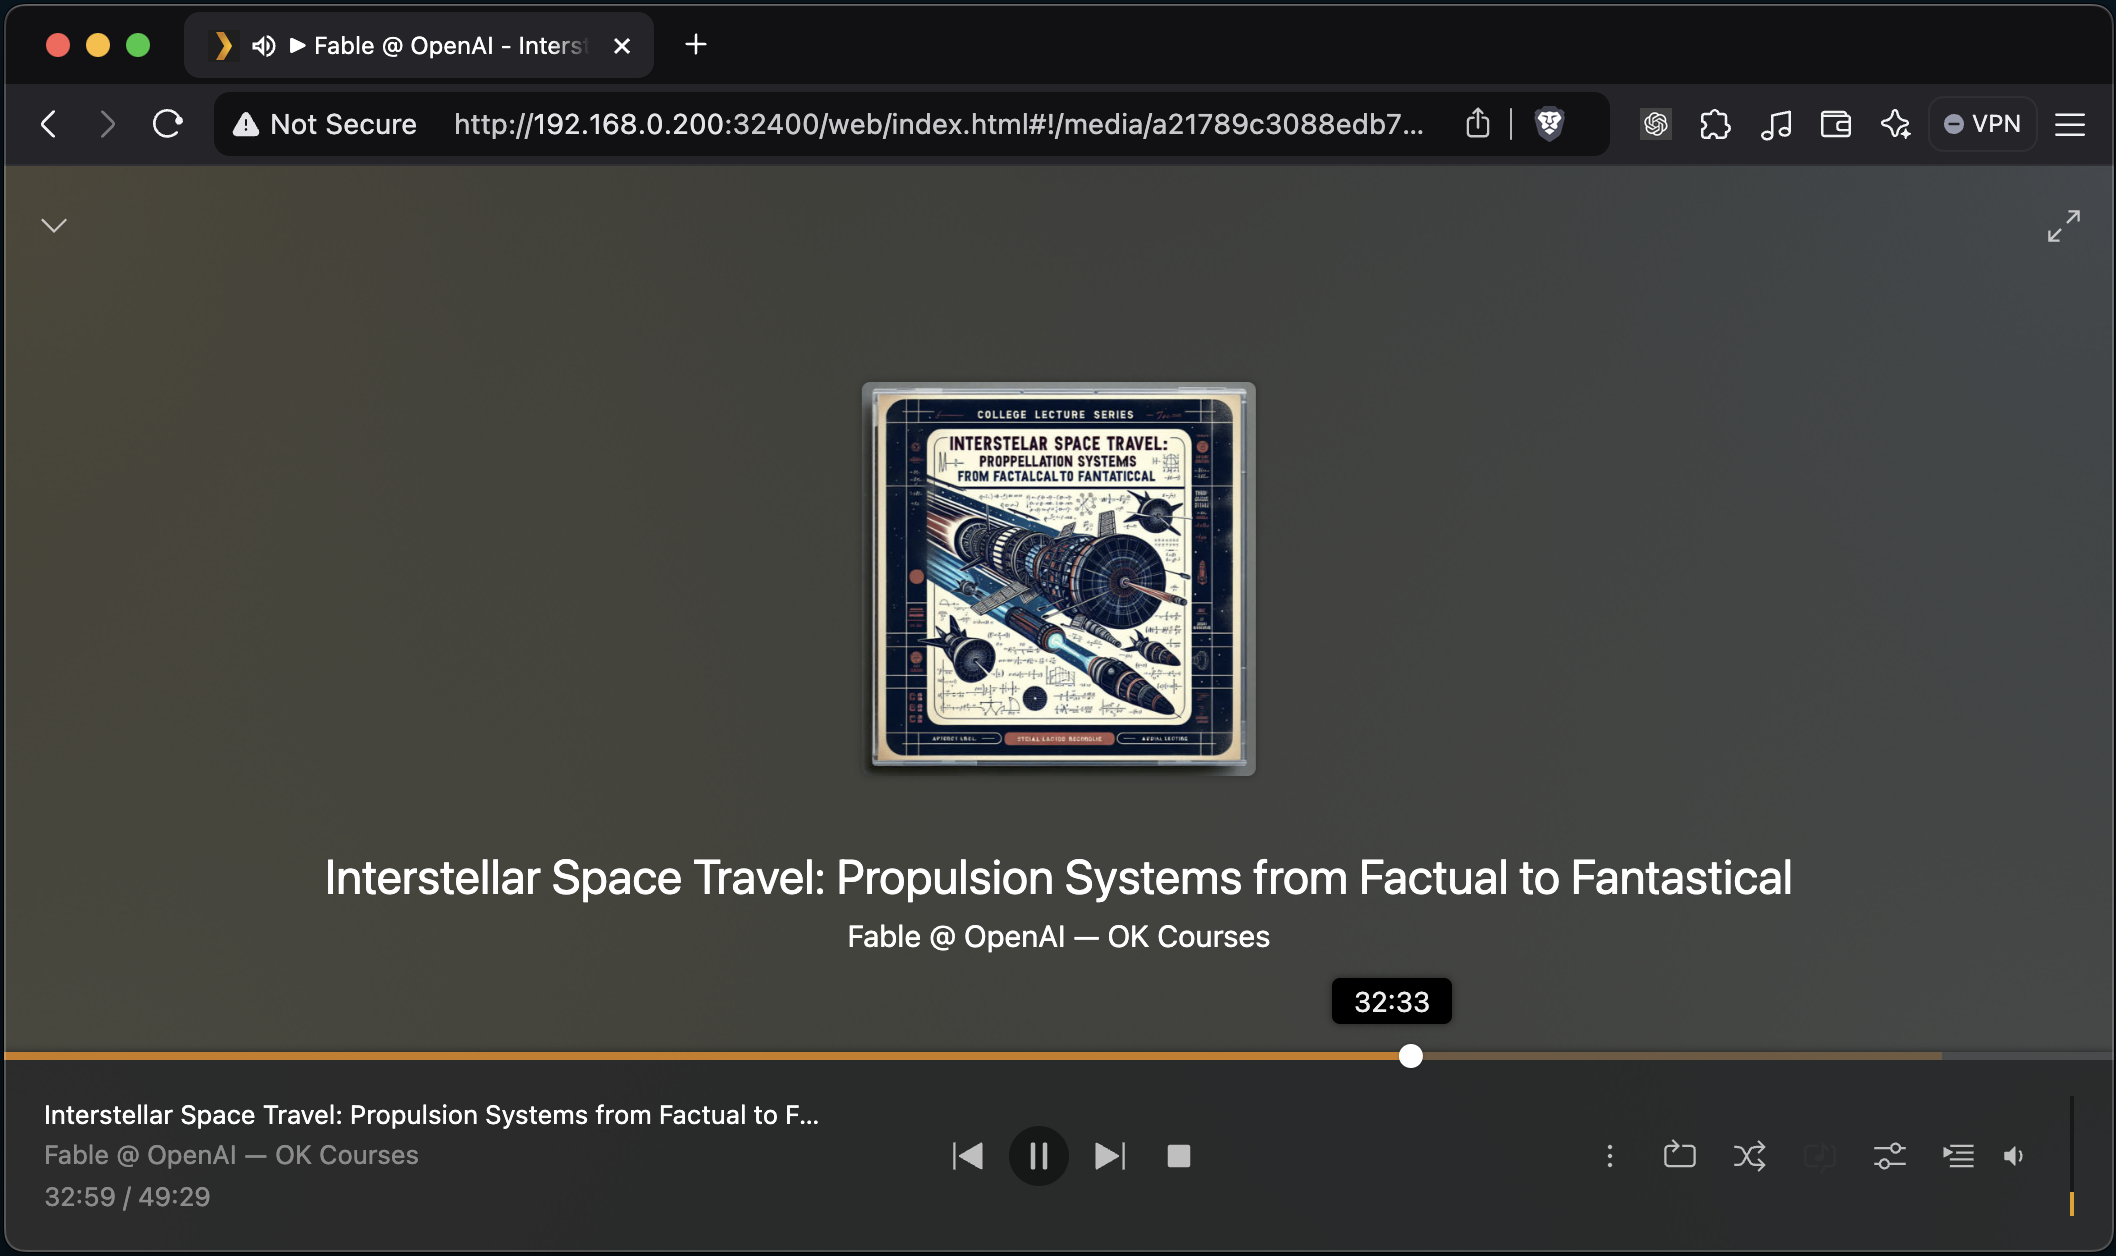 Fable @ OpenAI - Inters
Not Secure
http://192.168.0.200:32400/web/index.html#!/media/a21789c3088edb7...
VPN
COLLEGE LECTURE SERIES
INTERSTELAR SPACE TRAVEL:
PROPPELLATION SYSTEMS
FROM FACTALCAL TO FANTATICCAL
Interstellar Space Travel: Propulsion Systems from Factual to Fantastical
Fable @ OpenAI — OK Courses
32:33
Interstellar Space Travel: Propulsion Systems from Factual to F...
Fable @ OpenAI — OK Courses
32:59 / 49:29